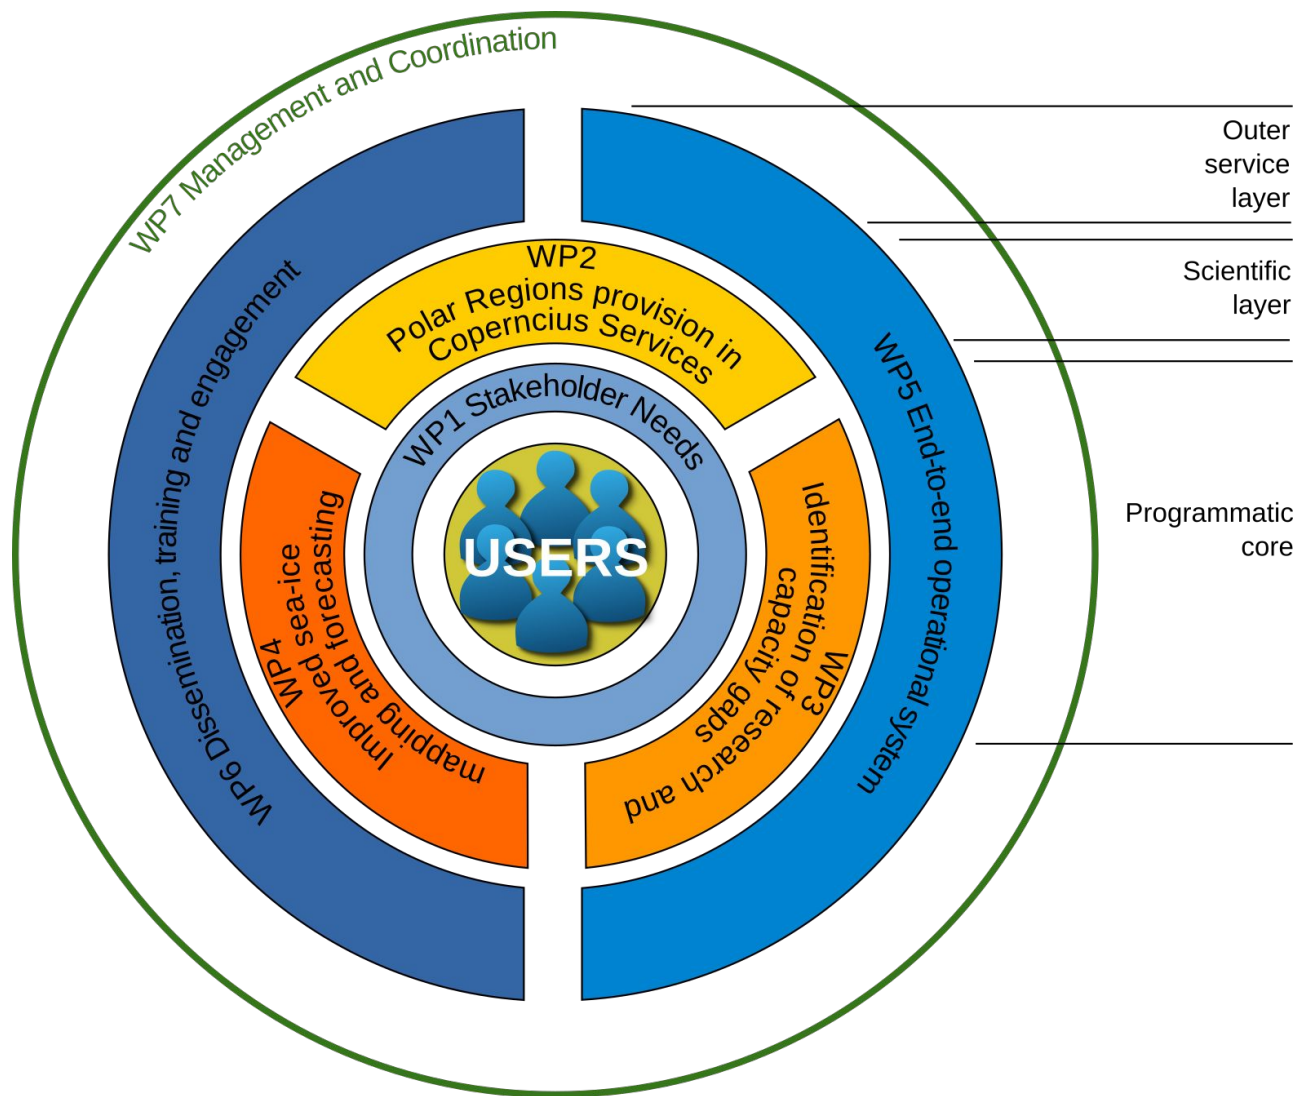 WP7 Management and Coordination
Outer
service
layer
Scientific
layer
Programmatic
core
WP6 Dissemination, training and engagement
WP5 End-to-end operational system
WP2
Polar Regions provision in
Coperncius Services
WP1 Stakeholder Needs
USERS
WP4
Improved sea-ice
mapping and forecasting
WP3
Identification of research and
capacity gaps